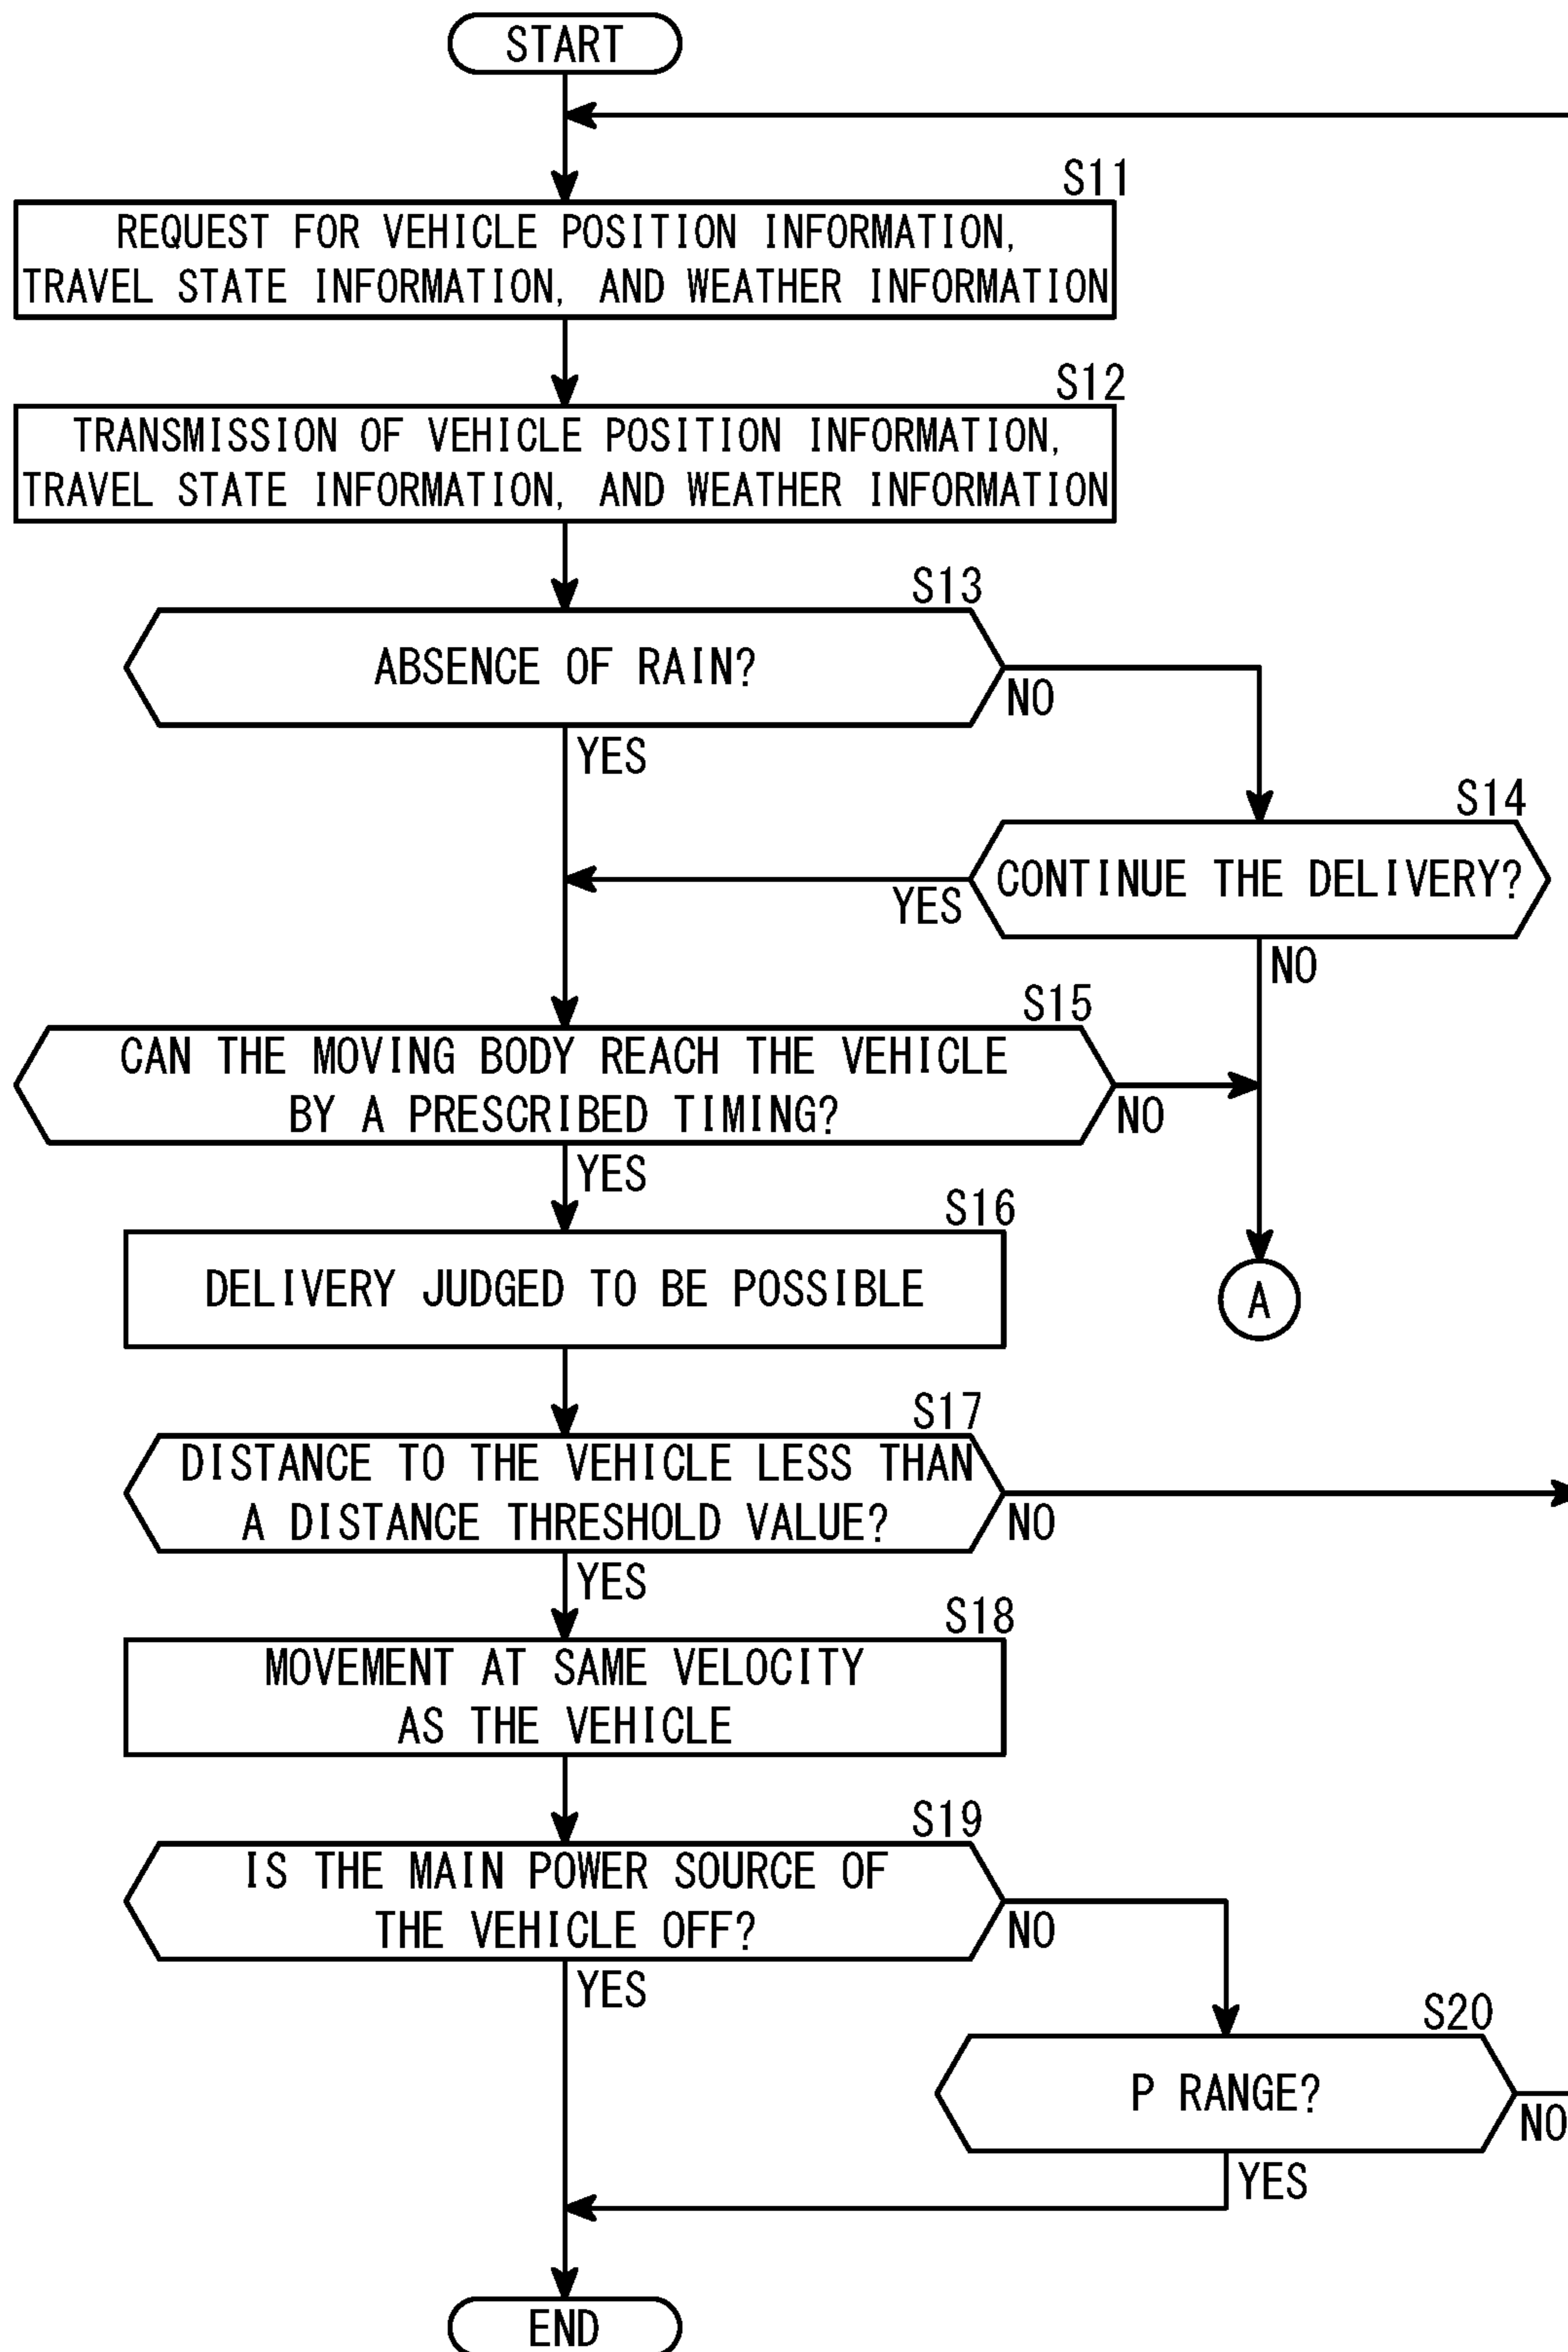 START
S11
REQUEST FOR VEHICLE POSITION INFORMATION,
TRAVEL STATE INFORMATION, AND WEATHER INFORMATION
S12
TRANSMISSION OF VEHICLE POSITION INFORMATION,
TRAVEL STATE INFORMATION, AND WEATHER INFORMATION
S13
ABSENCE OF RAIN?
NO
YES
S14
CONTINUE THE DELIVERY?
YES
NO
S15
CAN THE MOVING BODY REACH THE VEHICLE
BY A PRESCRIBED TIMING?
NO
YES
S16
DELIVERY JUDGED TO BE POSSIBLE
A
S17
DISTANCE TO THE VEHICLE LESS THAN
A DISTANCE THRESHOLD VALUE?
NO
YES
S18
MOVEMENT AT SAME VELOCITY
AS THE VEHICLE
S19
IS THE MAIN POWER SOURCE OF
THE VEHICLE OFF?
NO
YES
S20
P RANGE?
NO
YES
END